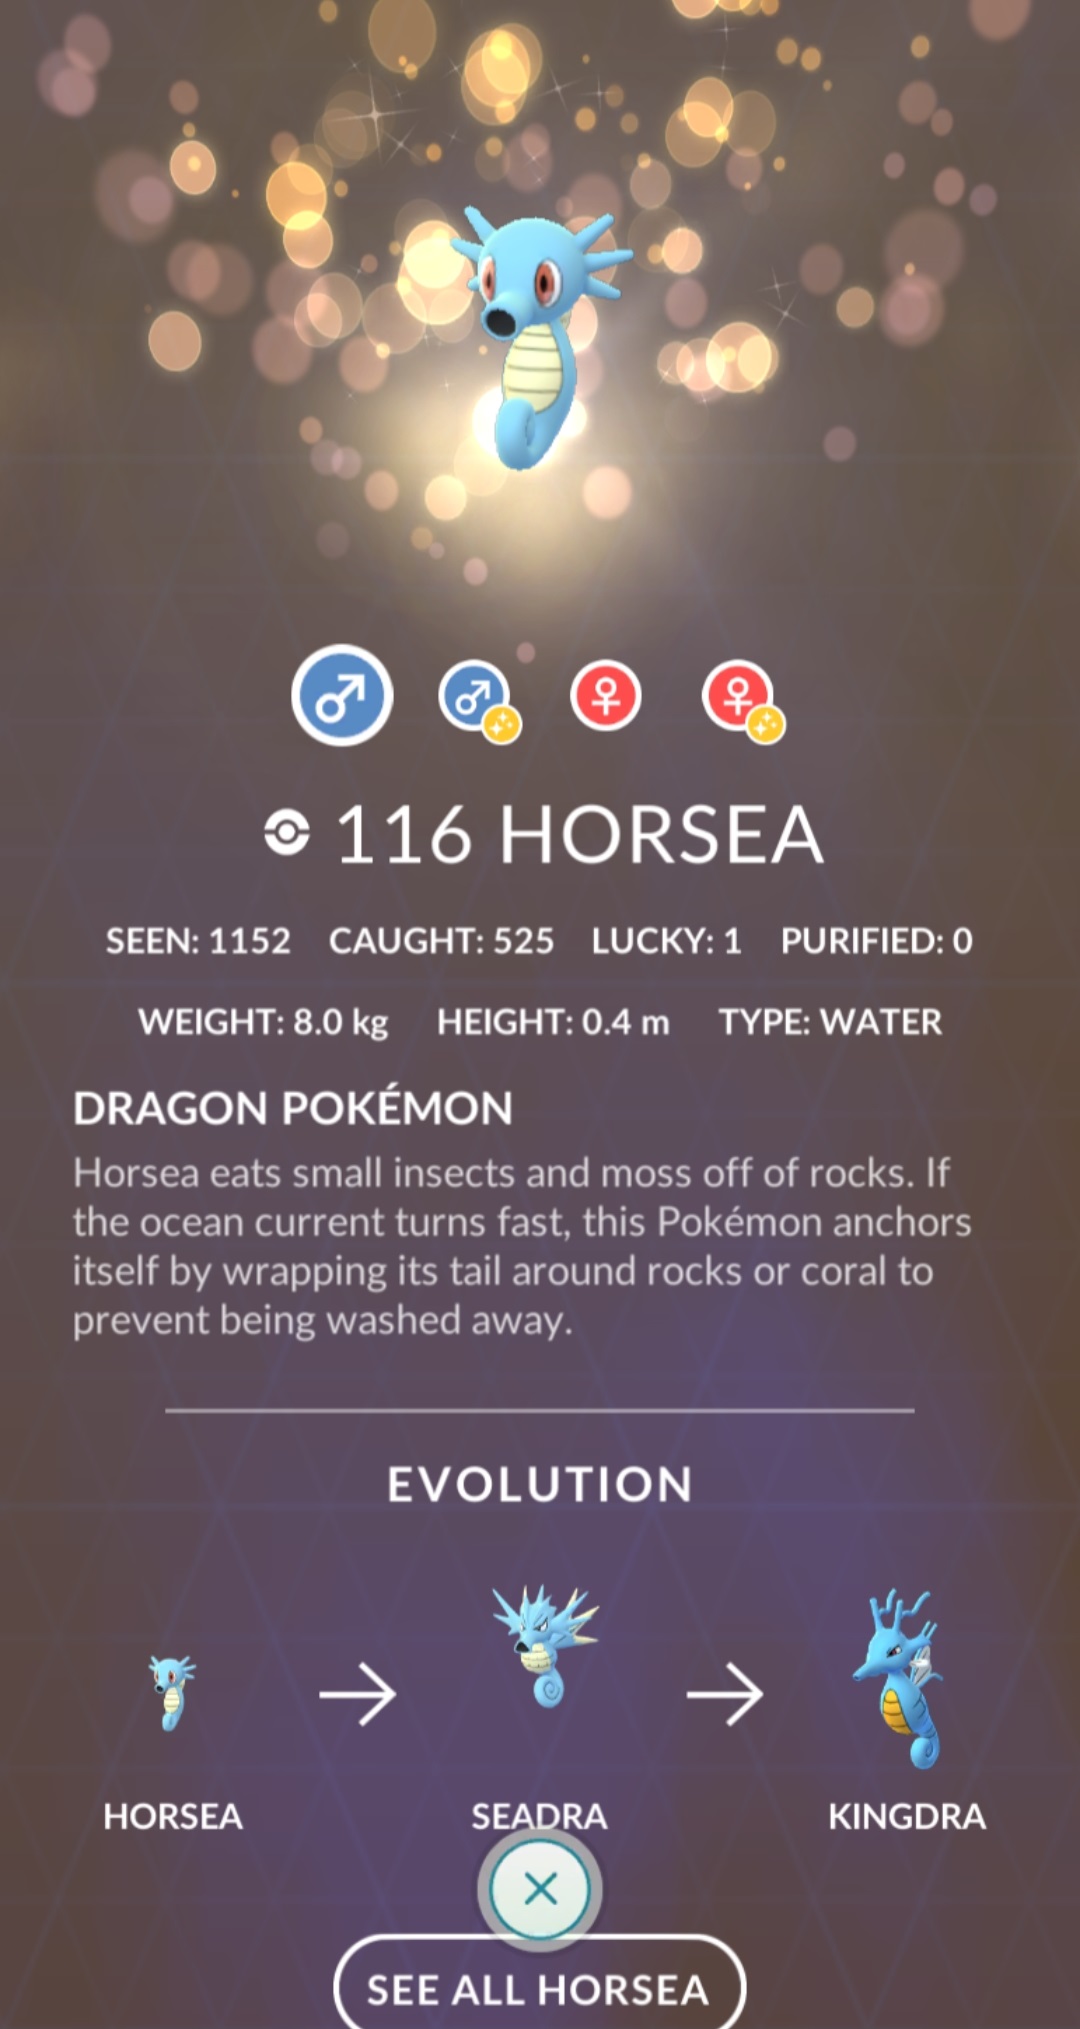 116 HORSEA
SEEN: 1152 CAUGHT: 525 LUCKY: 1 PURIFIED: 0
WEIGHT: 8.0 kg HEIGHT: 0.4 m TYPE: WATER
DRAGON POKÉMON
Horsea eats small insects and moss off of rocks. If
the ocean current turns fast, this Pokémon anchors
itself by wrapping its tail around rocks or coral to
prevent being washed away.
EVOLUTION
HORSEA SEADRA KINGDRA
SEE ALL HORSEA